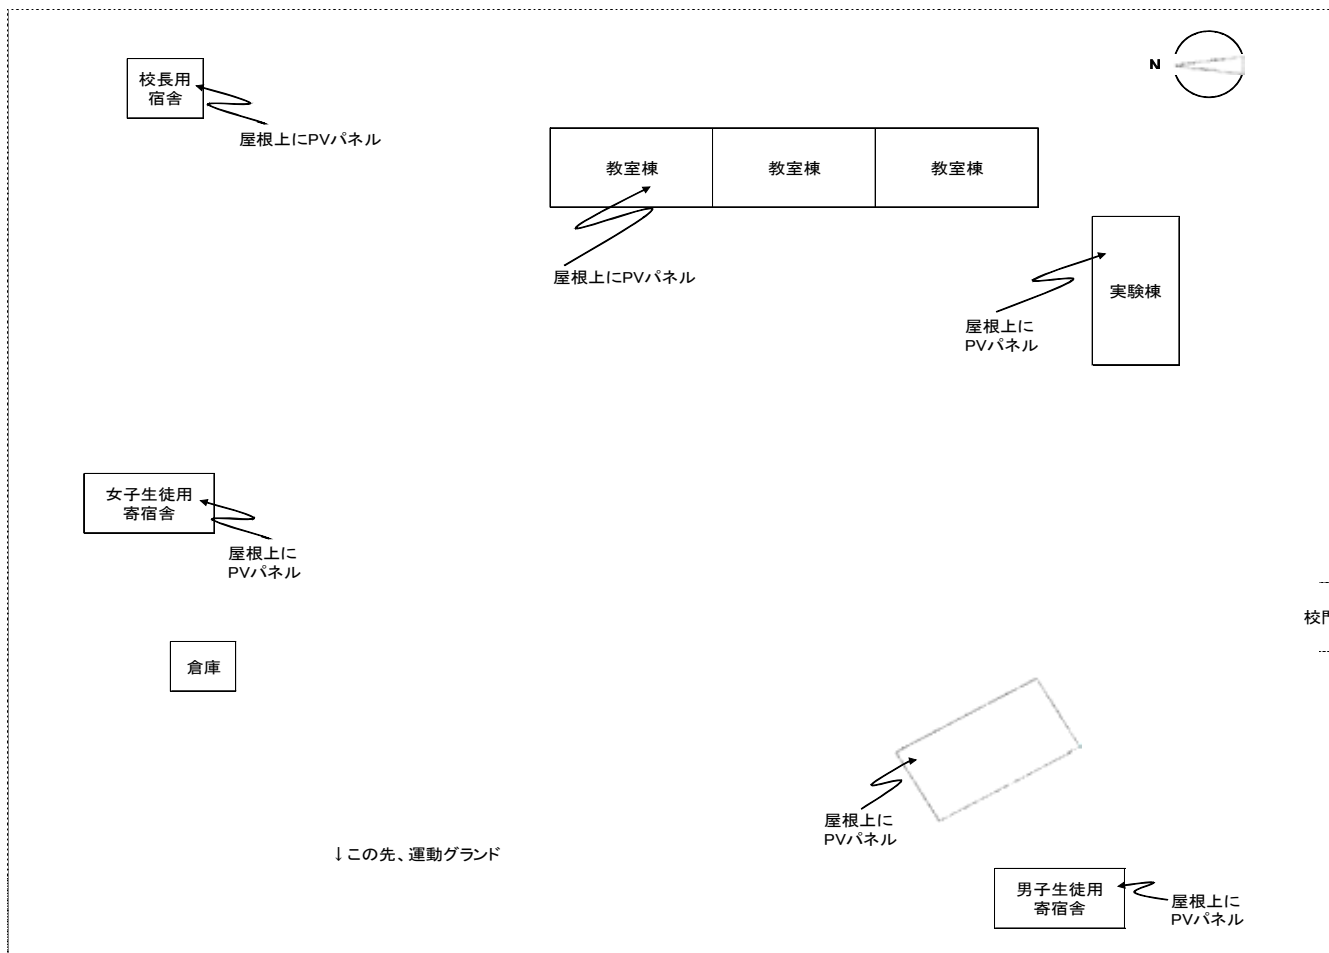 N
校長用
宿舎
屋根上にPVパネル
教室棟
教室棟
教室棟
屋根上にPVパネル
実験棟
屋根上に
PVパネル
女子生徒用
寄宿舎
屋根上に
PVパネル
校門
倉庫
屋根上に
PVパネル
↓この先、運動グランド
男子生徒用
寄宿舎
屋根上に
PVパネル